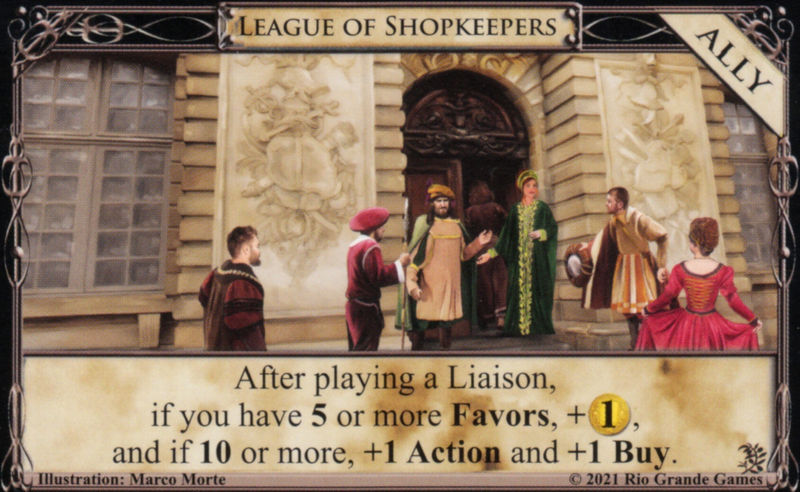 LEAGUE OF SHOPKEEPERS
ALLY
After playing a Liaison,
if you have 5 or more Favors, +1,
and if 10 or more, +1 Action and +1 Buy.
Illustration: Marco Morte
© 2021 Rio Grande Games